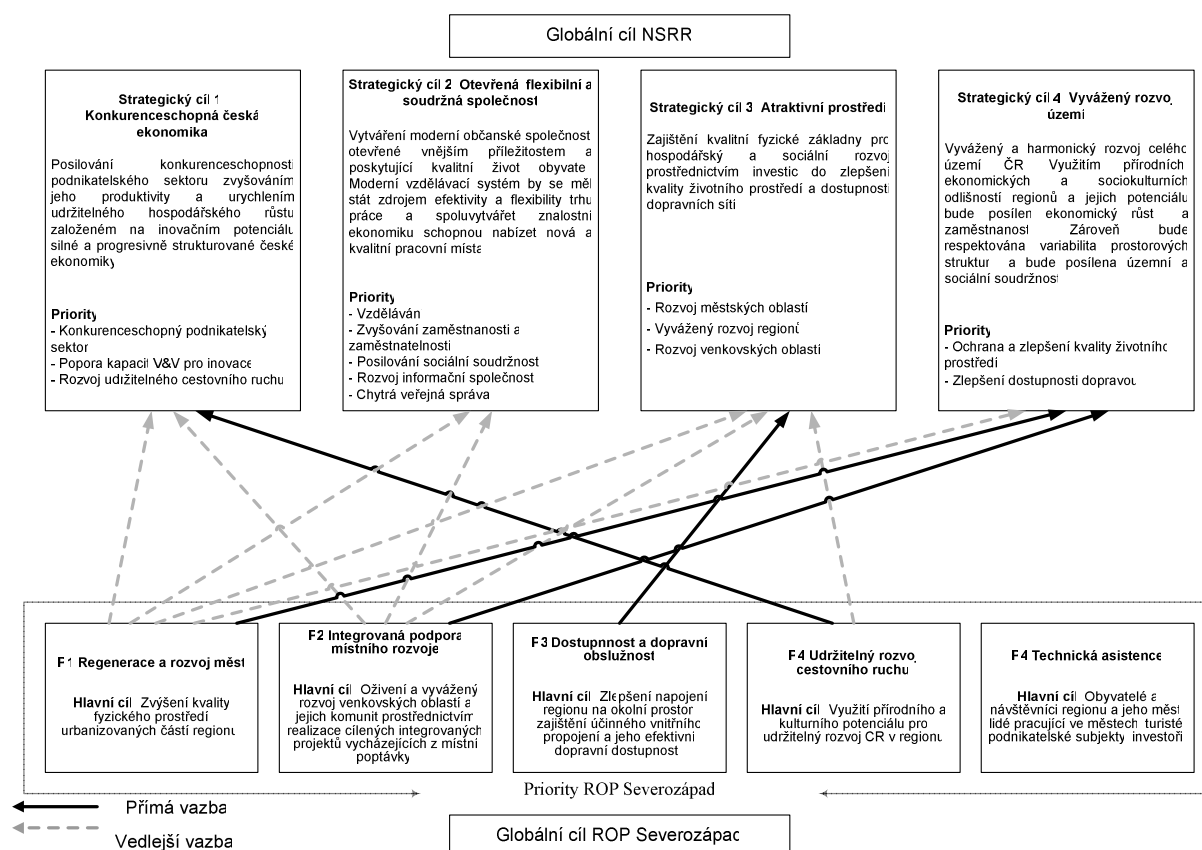 Globální cíl NSRR
Strategický cíl 1
Konkurenceschopná česká
ekonomika
Posilování konkurenceschopnosti
podnikatelského sektoru zvyšováním
jeho produktivity a urychlením
udržitelného hospodářského růstu
založeném na inovačním potenciálu
silné a progresivně strukturované české
ekonomiky
Priority
- Konkurenceschopný podnikatelský
sektor
- Popora kapacit V&V pro inovace
- Rozvoj udržitelného cestovního ruchu
Strategický cíl 2 Otevřená flexibilní a
soudržná společnost
Vytváření moderní občanské společnost
otevřené vnějším příležitostem a
poskytující kvalitní život obyvate
Moderní vzdělávací systém by se měl
stát zdrojem efektivity a flexibility trhu
práce a spoluvytvářet znalostní
ekonomiku schopnou nabízet nová a
kvalitní pracovní místa
Priority
- Vzděláván
- Zvyšování zaměstnanosti a
zaměstnatelnosti
- Posilování sociální soudržnost
- Rozvoj informační společnost
- Chytrá veřejná správa
Strategický cíl 3 Atraktivní prostředí
Zajištění kvalitní fyzické základny pro
hospodářský a sociální rozvoj
prostřednictvím investic do zlepšení
kvality životního prostředí a dostupnosti
dopravních sítí
Priority
- Rozvoj městských oblastí
- Vyvážený rozvoj regionů
- Rozvoj venkovských oblastí
Strategický cíl 4 Vyvážený rozvoj
území
Vyvážený a harmonický rozvoj celého
území ČR Využitím přírodních
ekonomických a sociokulturních
odlišností regionů a jejich potenciálu
bude posílen ekonomický růst a
zaměstnanost Zároveň bude
respektována variabilita prostorových
struktur a bude posílena územní a
sociální soudržnost
Priority
- Ochrana a zlepšení kvality životního
prostředí
- Zlepšení dostupnosti dopravou
F1 Regenerace a rozvoj měst
Hlavní cíl Zvýšení kvality
fyzického prostředí
urbanizovaných částí regionu
F2 Integrovaná podpora
místního rozvoje
Hlavní cíl Oživení a vyvážený
rozvoj venkovských oblastí a
jejich komunit prostřednictvím
realizace cílených integrovaných
projektů vycházejících z místní
poptávky
F3 Dostupnnost a dopravní
obslužnost
Hlavní cíl Zlepšení napojení
regionu na okolní prostor
zajištění účinného vnitřního
propojení a jeho efektivní
dopravní dostupnost
F4 Udržitelný rozvoj
cestovního ruchu
Hlavní cíl Využití přírodního a
kulturního potenciálu pro
udržitelný rozvoj CR v regionu
F4 Technická asistence
Hlavní cíl Obyvatelé a
návštěvníci regionu a jeho měst
lidé pracující ve městech turisté
podnikatelské subjekty investoři
Priority ROP Severozápad
Přímá vazba
Vedlejší vazba
Globální cíl ROP Severozápad